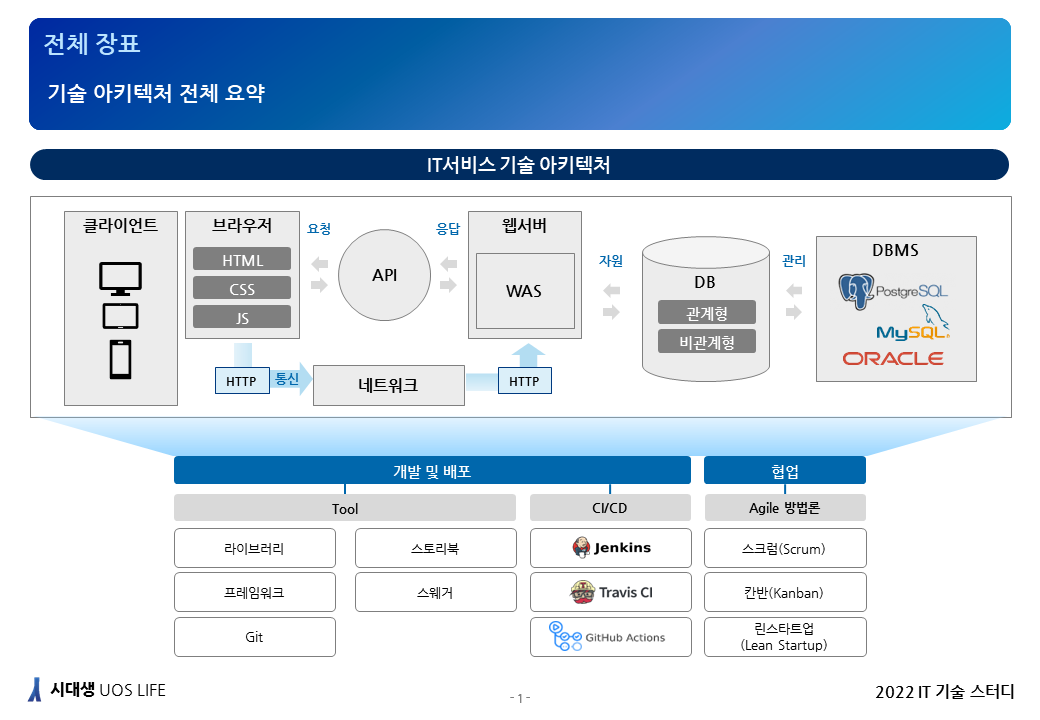 전체 장표
기술 아키텍처 전체 요약
IT서비스 기술 아키텍처
클라이언트
브라우저
HTML
CSS
JS
요청
API
응답
웹서버
WAS
자원
DB
관계형
비관계형
관리
DBMS
PostgreSQL
MySQL
ORACLE
HTTP
통신
네트워크
HTTP
개발 및 배포
협업
Tool
CI/CD
Agile 방법론
라이브러리
스토리북
Jenkins
스크럼(Scrum)
프레임워크
스웨거
Travis CI
칸반(Kanban)
Git
GitHub Actions
린스타트업
(Lean Startup)
시대생 UOS LIFE
- 1 -
2022 IT 기술 스터디